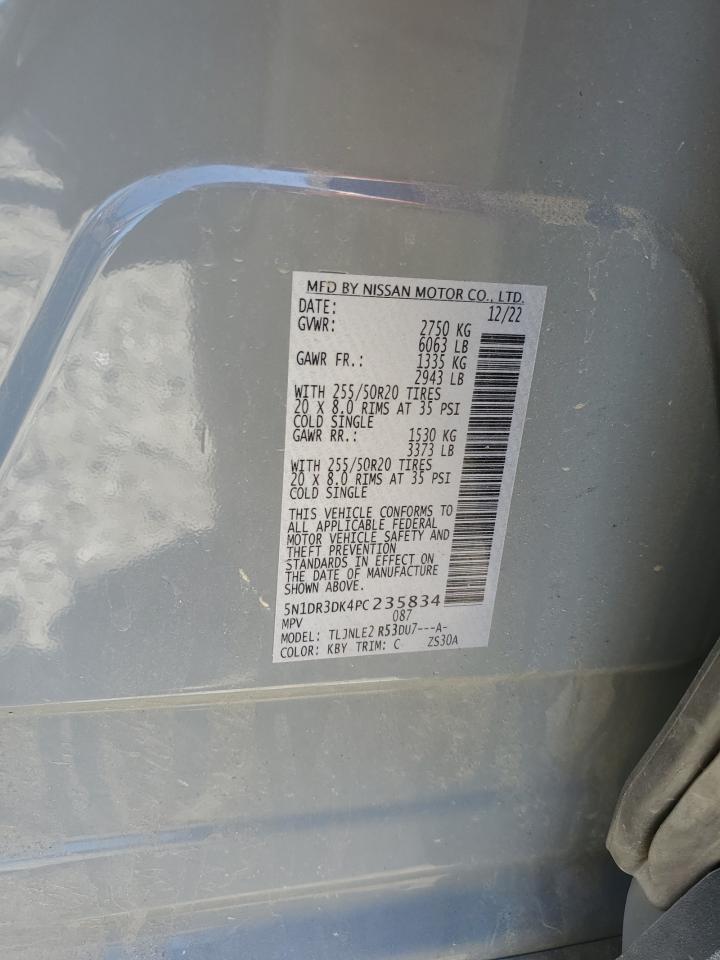 MFD BY NISSAN MOTOR CO., LTD.
DATE: 12/22
GVWR: 2750 KG
6063 LB
GAWR FR.: 1335 KG
2943 LB
WITH 255/50R20 TIRES
20 X 8.0 RIMS AT 35 PSI
COLD SINGLE
GAWR RR.: 1530 KG
3373 LB
WITH 255/50R20 TIRES
20 X 8.0 RIMS AT 35 PSI
COLD SINGLE
THIS VEHICLE CONFORMS TO
ALL APPLICABLE FEDERAL
MOTOR VEHICLE SAFETY AND
THEFT PREVENTION
STANDARDS IN EFFECT ON
THE DATE OF MANUFACTURE
SHOWN ABOVE.
5N1DR3DK4PC235834
MPV 087
MODEL: TLJNLE2 R53DU7---A-
COLOR: KBY TRIM: C ZS30A